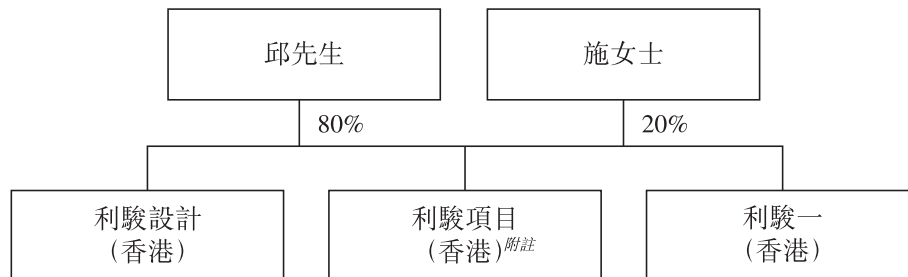 邱先生
施女士
80%
20%
利駿設計
(香港)
利駿項目
(香港)附註
利駿一
(香港)